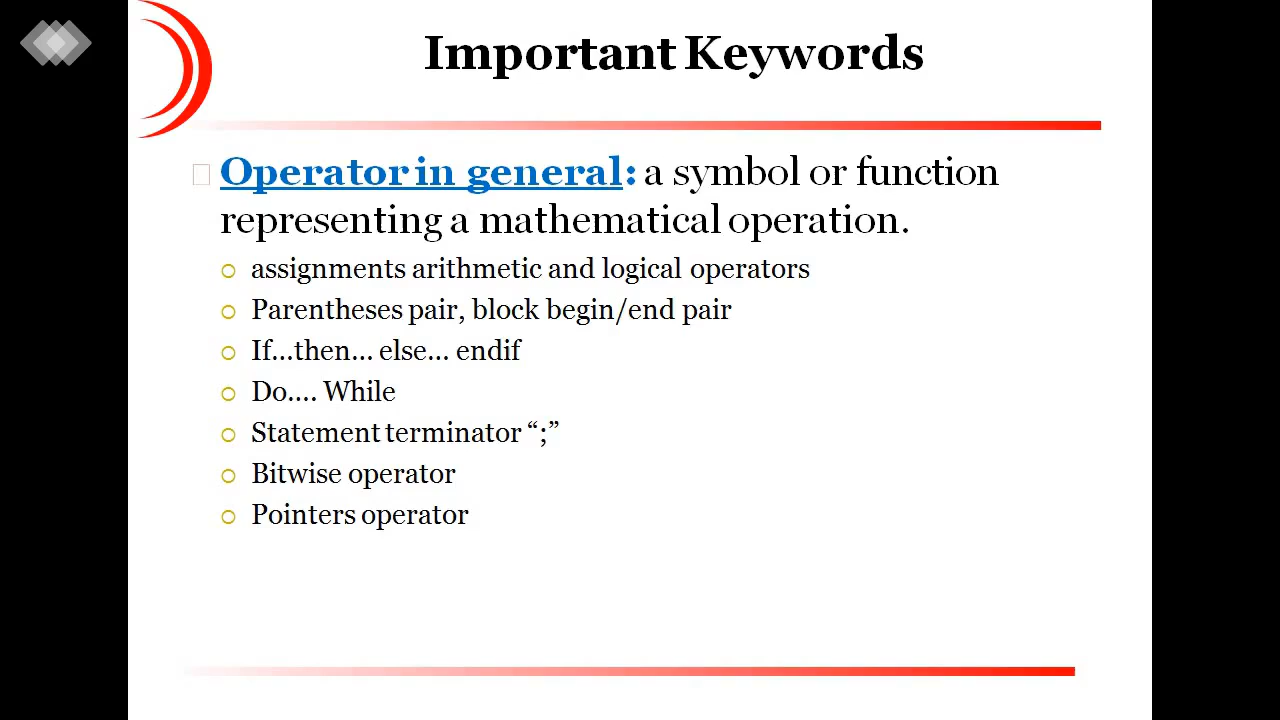 Important Keywords
Operator in general: a symbol or function
representing a mathematical operation.
assignments arithmetic and logical operators
Parentheses pair, block begin/end pair
If...then... else... endif
Do.... While
Statement terminator “;”
Bitwise operator
Pointers operator